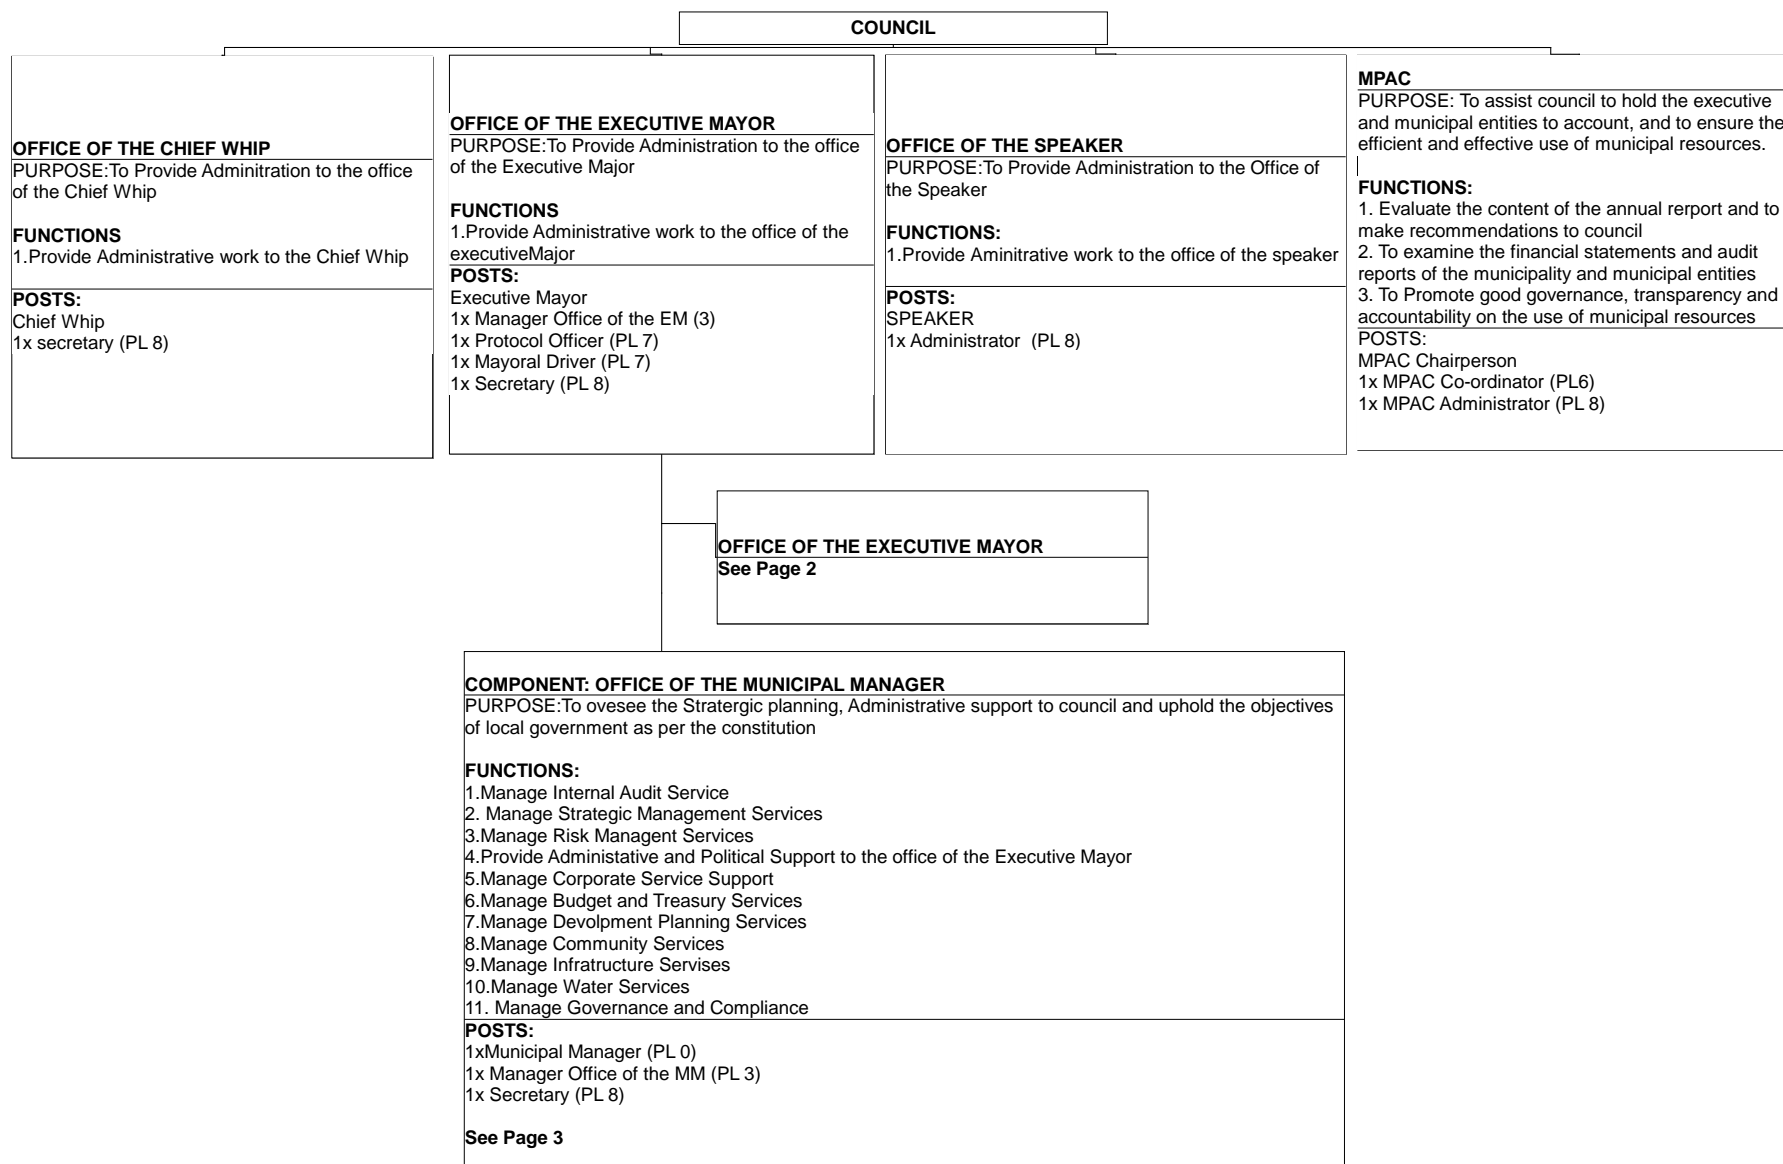 COUNCIL
OFFICE OF THE CHIEF WHIP
PURPOSE:To Provide Adminitration to the office
of the Chief Whip
FUNCTIONS
1.Provide Administrative work to the Chief Whip
POSTS:
Chief Whip
1x secretary (PL 8)
OFFICE OF THE EXECUTIVE MAYOR
PURPOSE:To Provide Administration to the office
of the Executive Major
FUNCTIONS
1.Provide Administrative work to the office of the
executiveMajor
POSTS:
Executive Mayor
1x Manager Office of the EM (3)
1x Protocol Officer (PL 7)
1x Mayoral Driver (PL 7)
1x Secretary (PL 8)
OFFICE OF THE SPEAKER
PURPOSE:To Provide Administration to the Office of
the Speaker
FUNCTIONS:
1.Provide Aminitrative work to the office of the speaker
POSTS:
SPEAKER
1x Administrator (PL 8)
MPAC
PURPOSE: To assist council to hold the executive
and municipal entities to account, and to ensure the
efficient and effective use of municipal resources.
FUNCTIONS:
1. Evaluate the content of the annual rerport and to
make recommendations to council
2. To examine the financial statements and audit
reports of the municipality and municipal entities
3. To Promote good governance, transparency and
accountability on the use of municipal resources
POSTS:
MPAC Chairperson
1x MPAC Co-ordinator (PL6)
1x MPAC Administrator (PL 8)
OFFICE OF THE EXECUTIVE MAYOR
See Page 2
COMPONENT: OFFICE OF THE MUNICIPAL MANAGER
PURPOSE:To ovesee the Stratergic planning, Administrative support to council and uphold the objectives
of local government as per the constitution
FUNCTIONS:
1.Manage Internal Audit Service
2. Manage Strategic Management Services
3.Manage Risk Managent Services
4.Provide Administative and Political Support to the office of the Executive Mayor
5.Manage Corporate Service Support
6.Manage Budget and Treasury Services
7.Manage Devolpment Planning Services
8.Manage Community Services
9.Manage Infratructure Servises
10.Manage Water Services
11. Manage Governance and Compliance
POSTS:
1xMunicipal Manager (PL 0)
1x Manager Office of the MM (PL 3)
1x Secretary (PL 8)
See Page 3